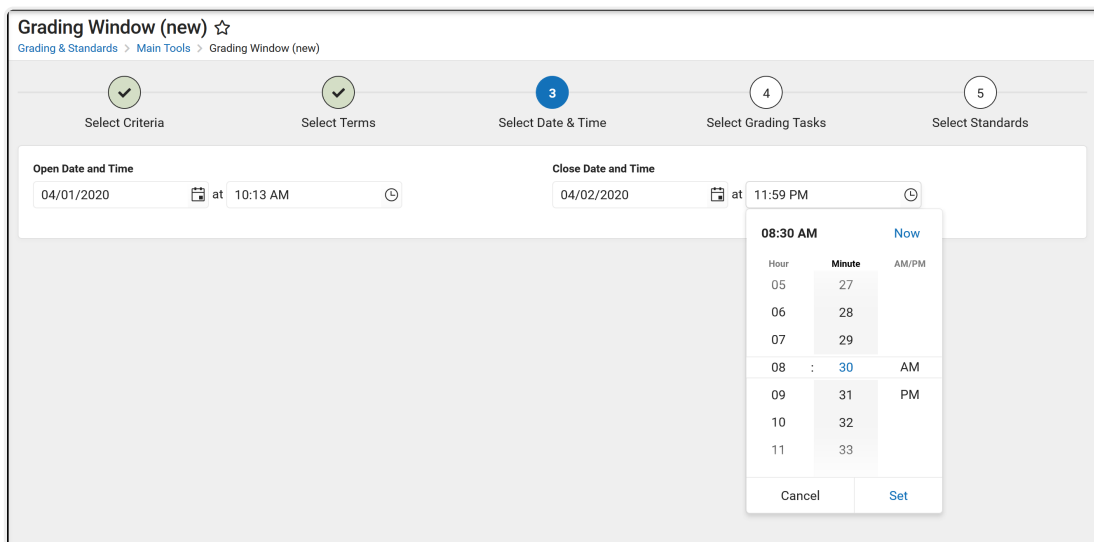 Grading Window (new)
Grading & Standards > Main Tools > Grading Window (new)
3 4 5
Select Criteria Select Terms Select Date & Time Select Grading Tasks Select Standards
Open Date and Time Close Date and Time
04/01/2020 at 10:13 AM 04/02/2020 at 11:59 PM
08:30 AM Now
Hour Minute AM/PM
05 27
06 28
07 29
08 : 30 AM
09 31 PM
10 32
11 33
Cancel Set